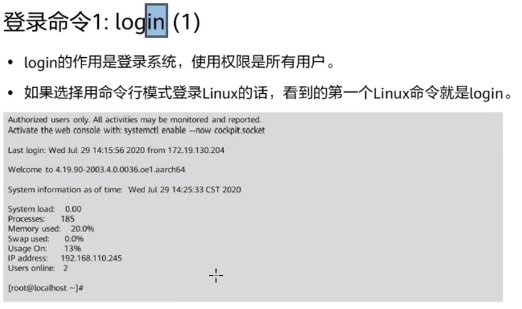 登录命令1: login (1)
• login的作用是登录系统，使用权限是所有用户。
• 如果选择用命令行模式登录Linux的话，看到的第一个Linux命令就是login。
Authorized users only. All activities may be monitored and reported.
Activate the web console with: systemctl enable --now cockpit.socket
Last login: Wed Jul 29 14:15:56 2020 from 172.19.130.204
Welcome to 4.19.90-2003.4.0.0036.oe1.aarch64
System information as of time: Wed Jul 29 14:25:33 CST 2020
System load: 0.00
Processes: 185
Memory used: 20.0%
Swap used: 0.0%
Usage On: 13%
IP address: 192.168.110.245
Users online: 2
[root@localhost ~]#